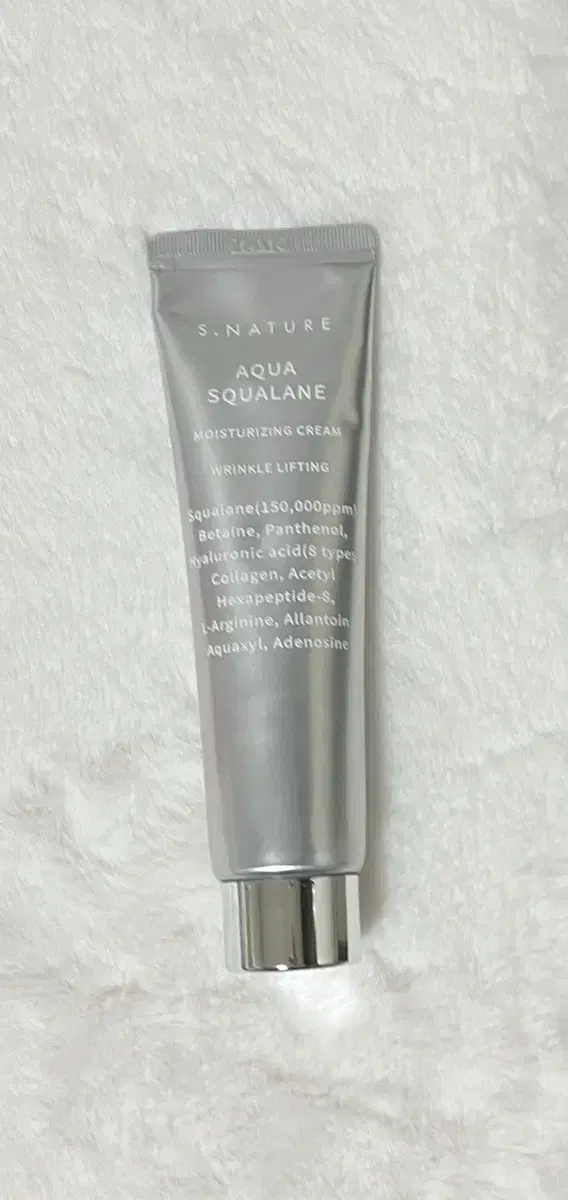 S.NATURE
AQUA
SQUALANE
MOISTURIZING CREAM
WRINKLE LIFTING
Squalane(150,000ppm)
Betaine, Panthenol,
Hyaluronic acid(8 types
Collagen, Acetyl
Hexapeptide-8,
L-Arginine, Allantoin
Aquaxyl, Adenosine